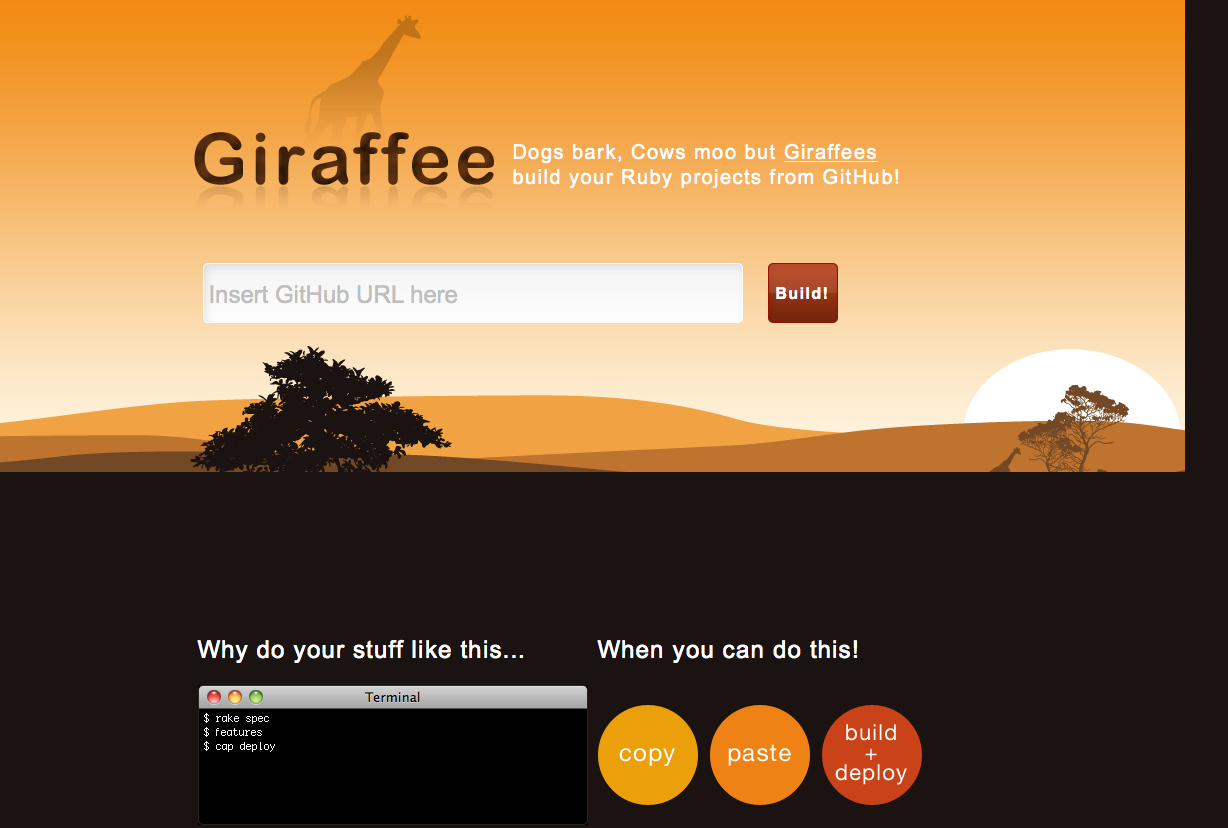 Giraffee
Dogs bark, Cows moo but Giraffees
build your Ruby projects from GitHub!
Insert GitHub URL here
Build!
Why do your stuff like this...
When you can do this!
Terminal
$ rake spec
$ features
$ cap deploy
copy
paste
build
+
deploy